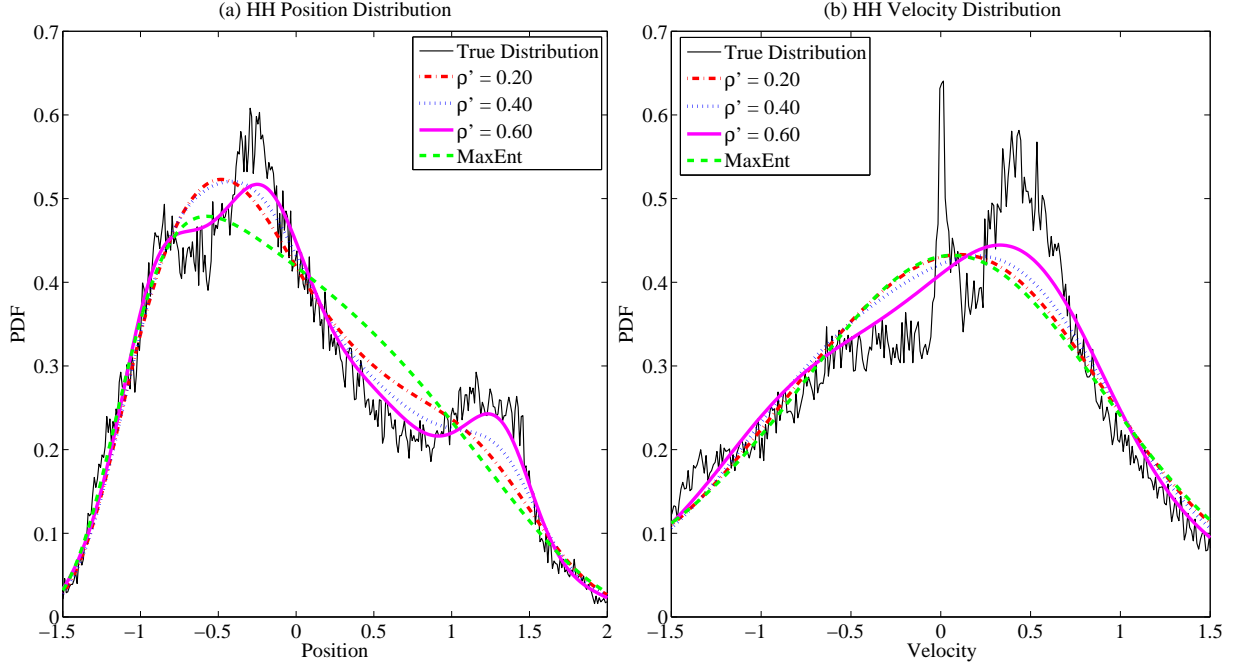 (a) HH Position Distribution
0.7
0.6
0.5
0.4
0.3
0.2
0.1
0
PDF
−1.5
−1
−0.5
0
0.5
1
1.5
2
Position
True Distribution
ρ' = 0.20
ρ' = 0.40
ρ' = 0.60
MaxEnt
(b) HH Velocity Distribution
0.7
0.6
0.5
0.4
0.3
0.2
0.1
0
PDF
−1.5
−1
−0.5
0
0.5
1
1.5
Velocity
True Distribution
ρ' = 0.20
ρ' = 0.40
ρ' = 0.60
MaxEnt